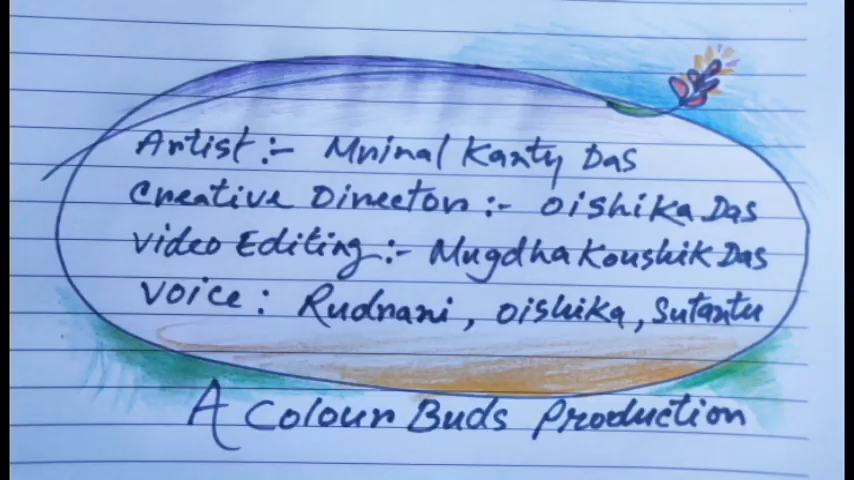 Artist :- Mrinal Kanty Das
Creative Director :- Oishika Das
Video Editing :- Mugdha Koushik Das
Voice : Rudrani, Oishika, Sutantu
A Colour Buds Production